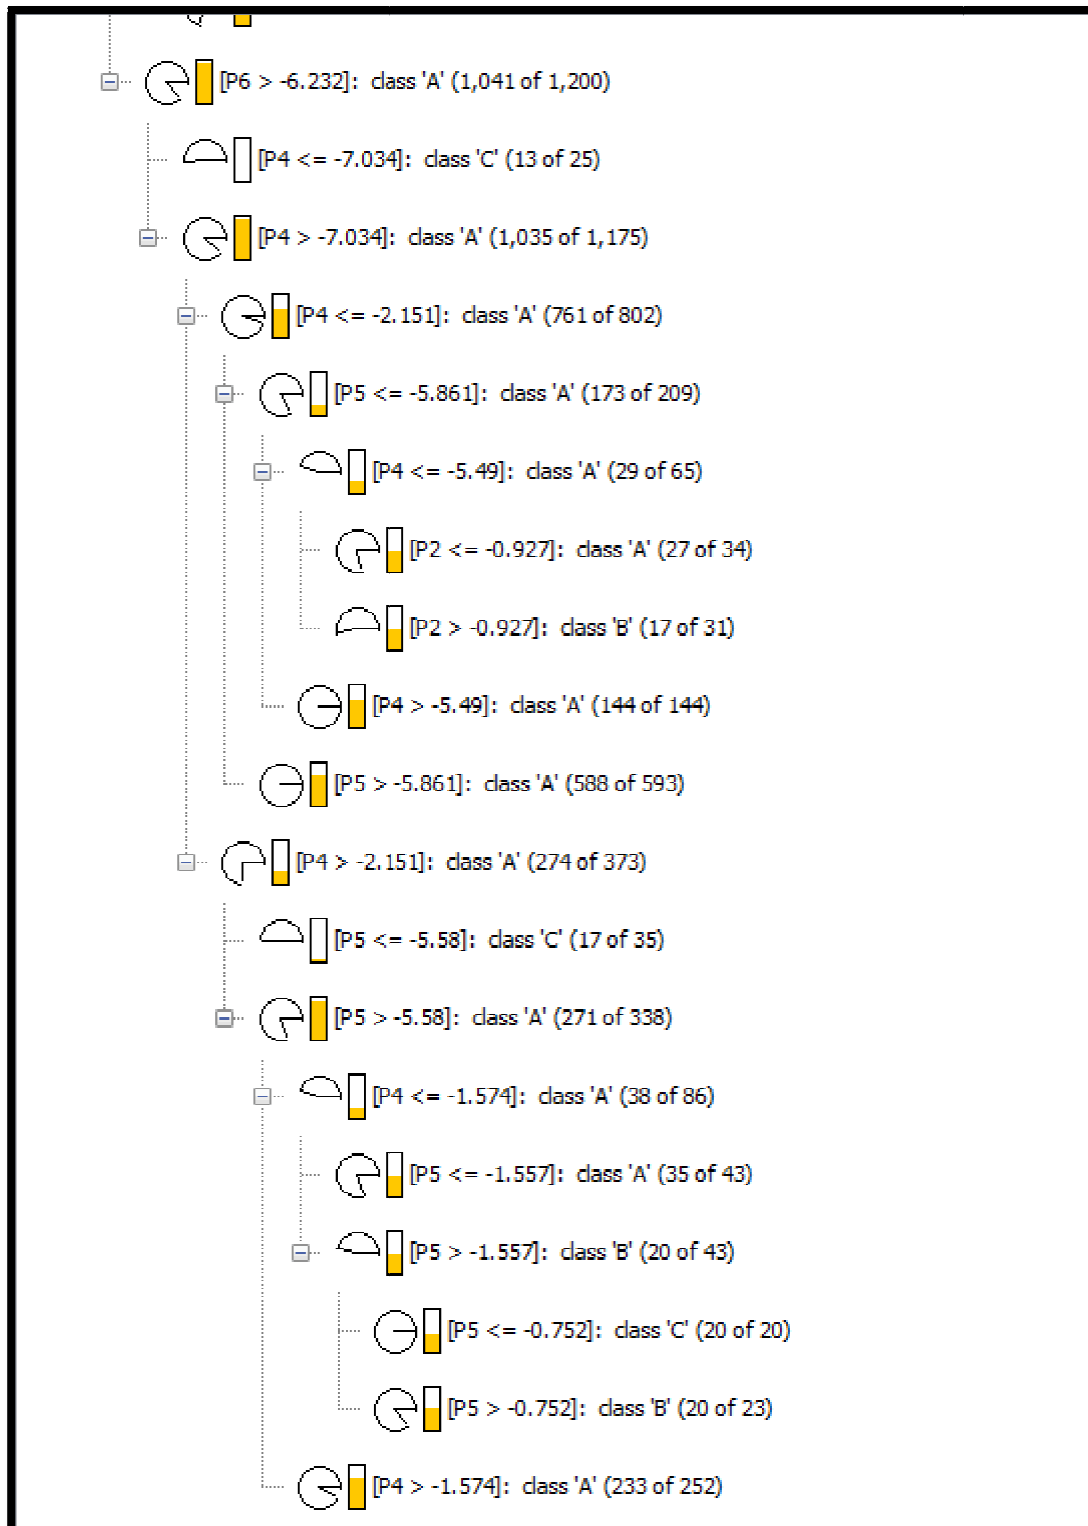 [P6 > -6.232]: class 'A' (1,041 of 1,200)
[P4 <= -7.034]: class 'C' (13 of 25)
[P4 > -7.034]: class 'A' (1,035 of 1,175)
[P4 <= -2.151]: class 'A' (761 of 802)
[P5 <= -5.861]: class 'A' (173 of 209)
[P4 <= -5.49]: class 'A' (29 of 65)
[P2 <= -0.927]: class 'A' (27 of 34)
[P2 > -0.927]: class 'B' (17 of 31)
[P4 > -5.49]: class 'A' (144 of 144)
[P5 > -5.861]: class 'A' (588 of 593)
[P4 > -2.151]: class 'A' (274 of 373)
[P5 <= -5.58]: class 'C' (17 of 35)
[P5 > -5.58]: class 'A' (271 of 338)
[P4 <= -1.574]: class 'A' (38 of 86)
[P5 <= -1.557]: class 'A' (35 of 43)
[P5 > -1.557]: class 'B' (20 of 43)
[P5 <= -0.752]: class 'C' (20 of 20)
[P5 > -0.752]: class 'B' (20 of 23)
[P4 > -1.574]: class 'A' (233 of 252)